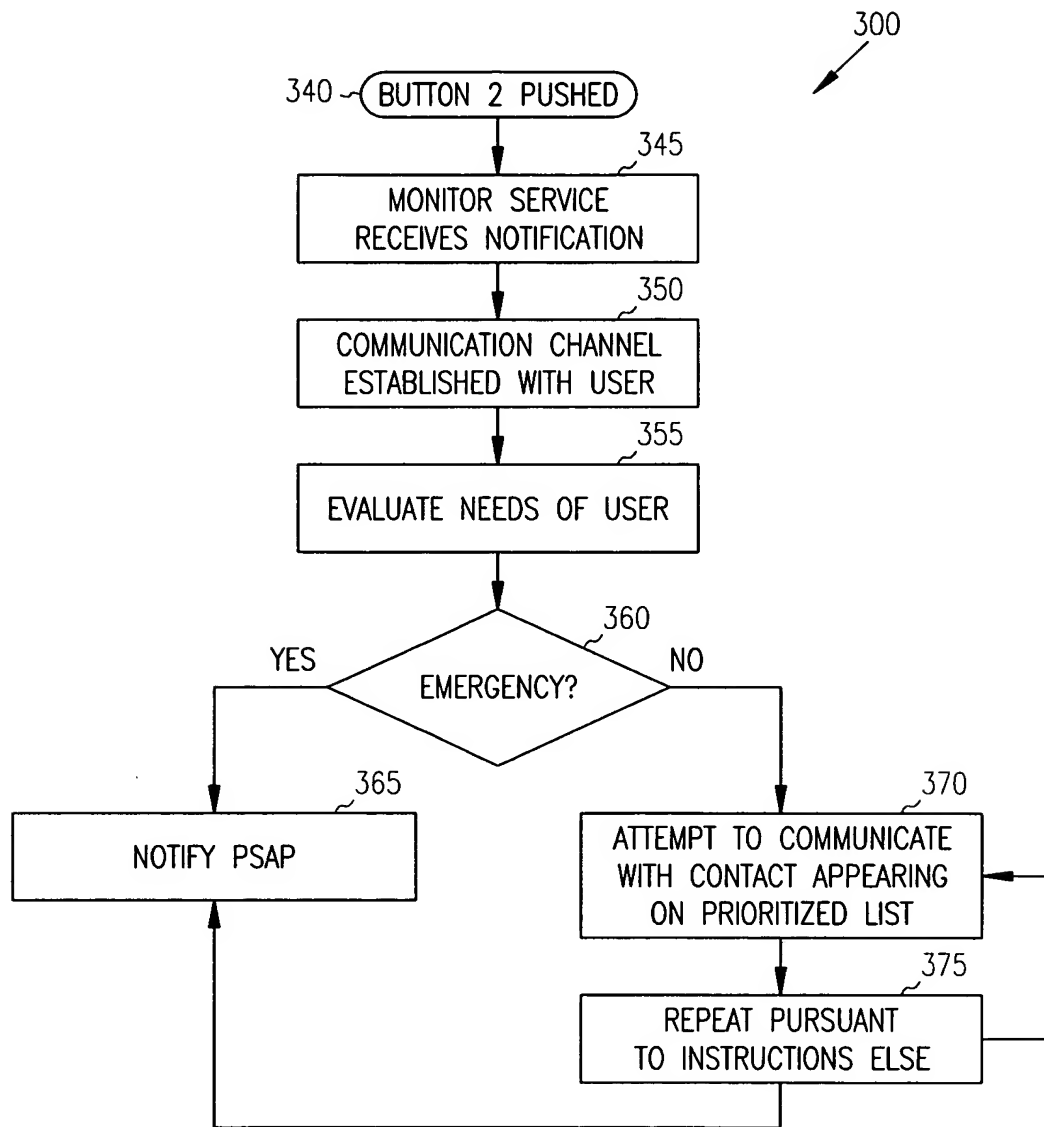 300
340
BUTTON 2 PUSHED
345
MONITOR SERVICE
RECEIVES NOTIFICATION
350
COMMUNICATION CHANNEL
ESTABLISHED WITH USER
355
EVALUATE NEEDS OF USER
360
YES
EMERGENCY?
NO
365
NOTIFY PSAP
370
ATTEMPT TO COMMUNICATE
WITH CONTACT APPEARING
ON PRIORITIZED LIST
375
REPEAT PURSUANT
TO INSTRUCTIONS ELSE